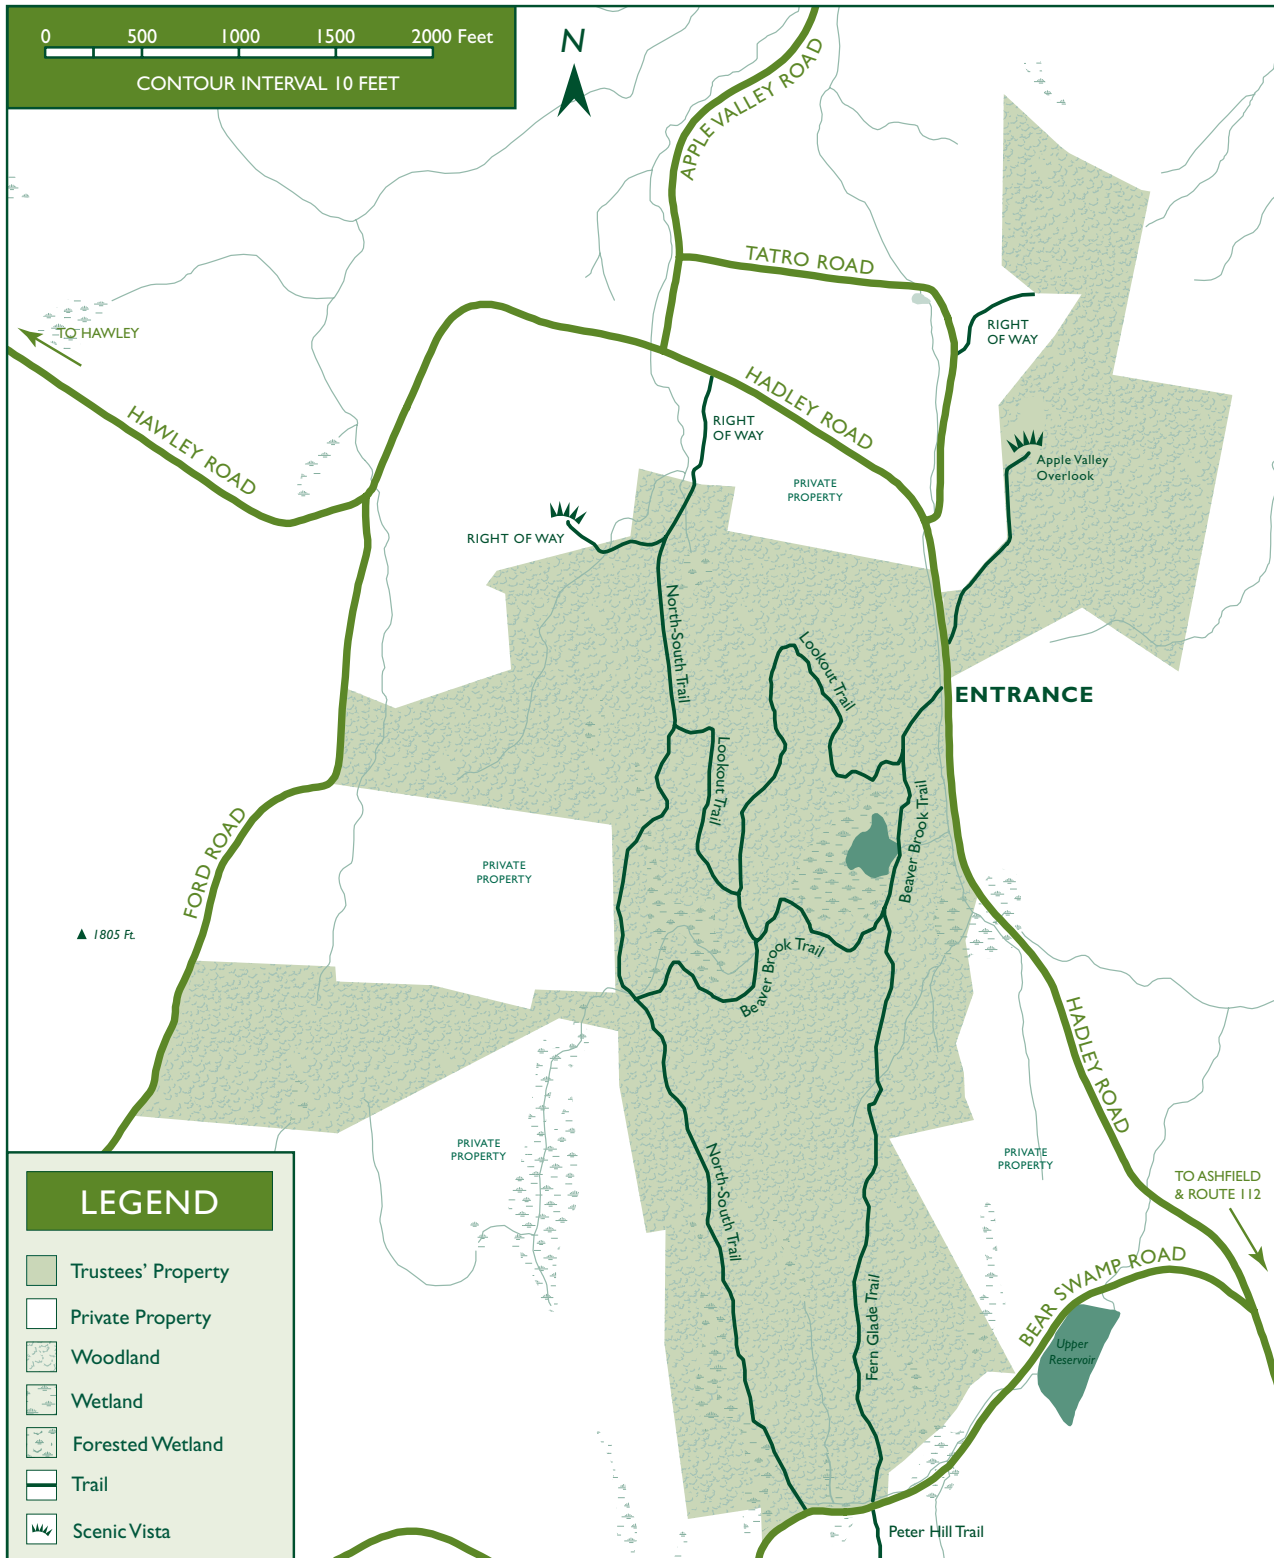 0 500 1000 1500 2000 Feet
CONTOUR INTERVAL 10 FEET
N
APPLE VALLEY ROAD
TATRO ROAD
TO HAWLEY
RIGHT
OF WAY
HAWLEY ROAD
HADLEY ROAD
RIGHT
OF WAY
Apple Valley
Overlook
PRIVATE
PROPERTY
RIGHT OF WAY
North-South Trail
Lookout Trail
ENTRANCE
Lookout Trail
Beaver Brook Trail
FORD ROAD
PRIVATE
PROPERTY
1805 Ft.
Beaver Brook Trail
HADLEY ROAD
PRIVATE
PROPERTY
PRIVATE
PROPERTY
North-South Trail
TO ASHFIELD
& ROUTE 112
BEAR SWAMP ROAD
Fern Glade Trail
Upper
Reservoir
Peter Hill Trail
LEGEND
Trustees' Property
Private Property
Woodland
Wetland
Forested Wetland
Trail
Scenic Vista